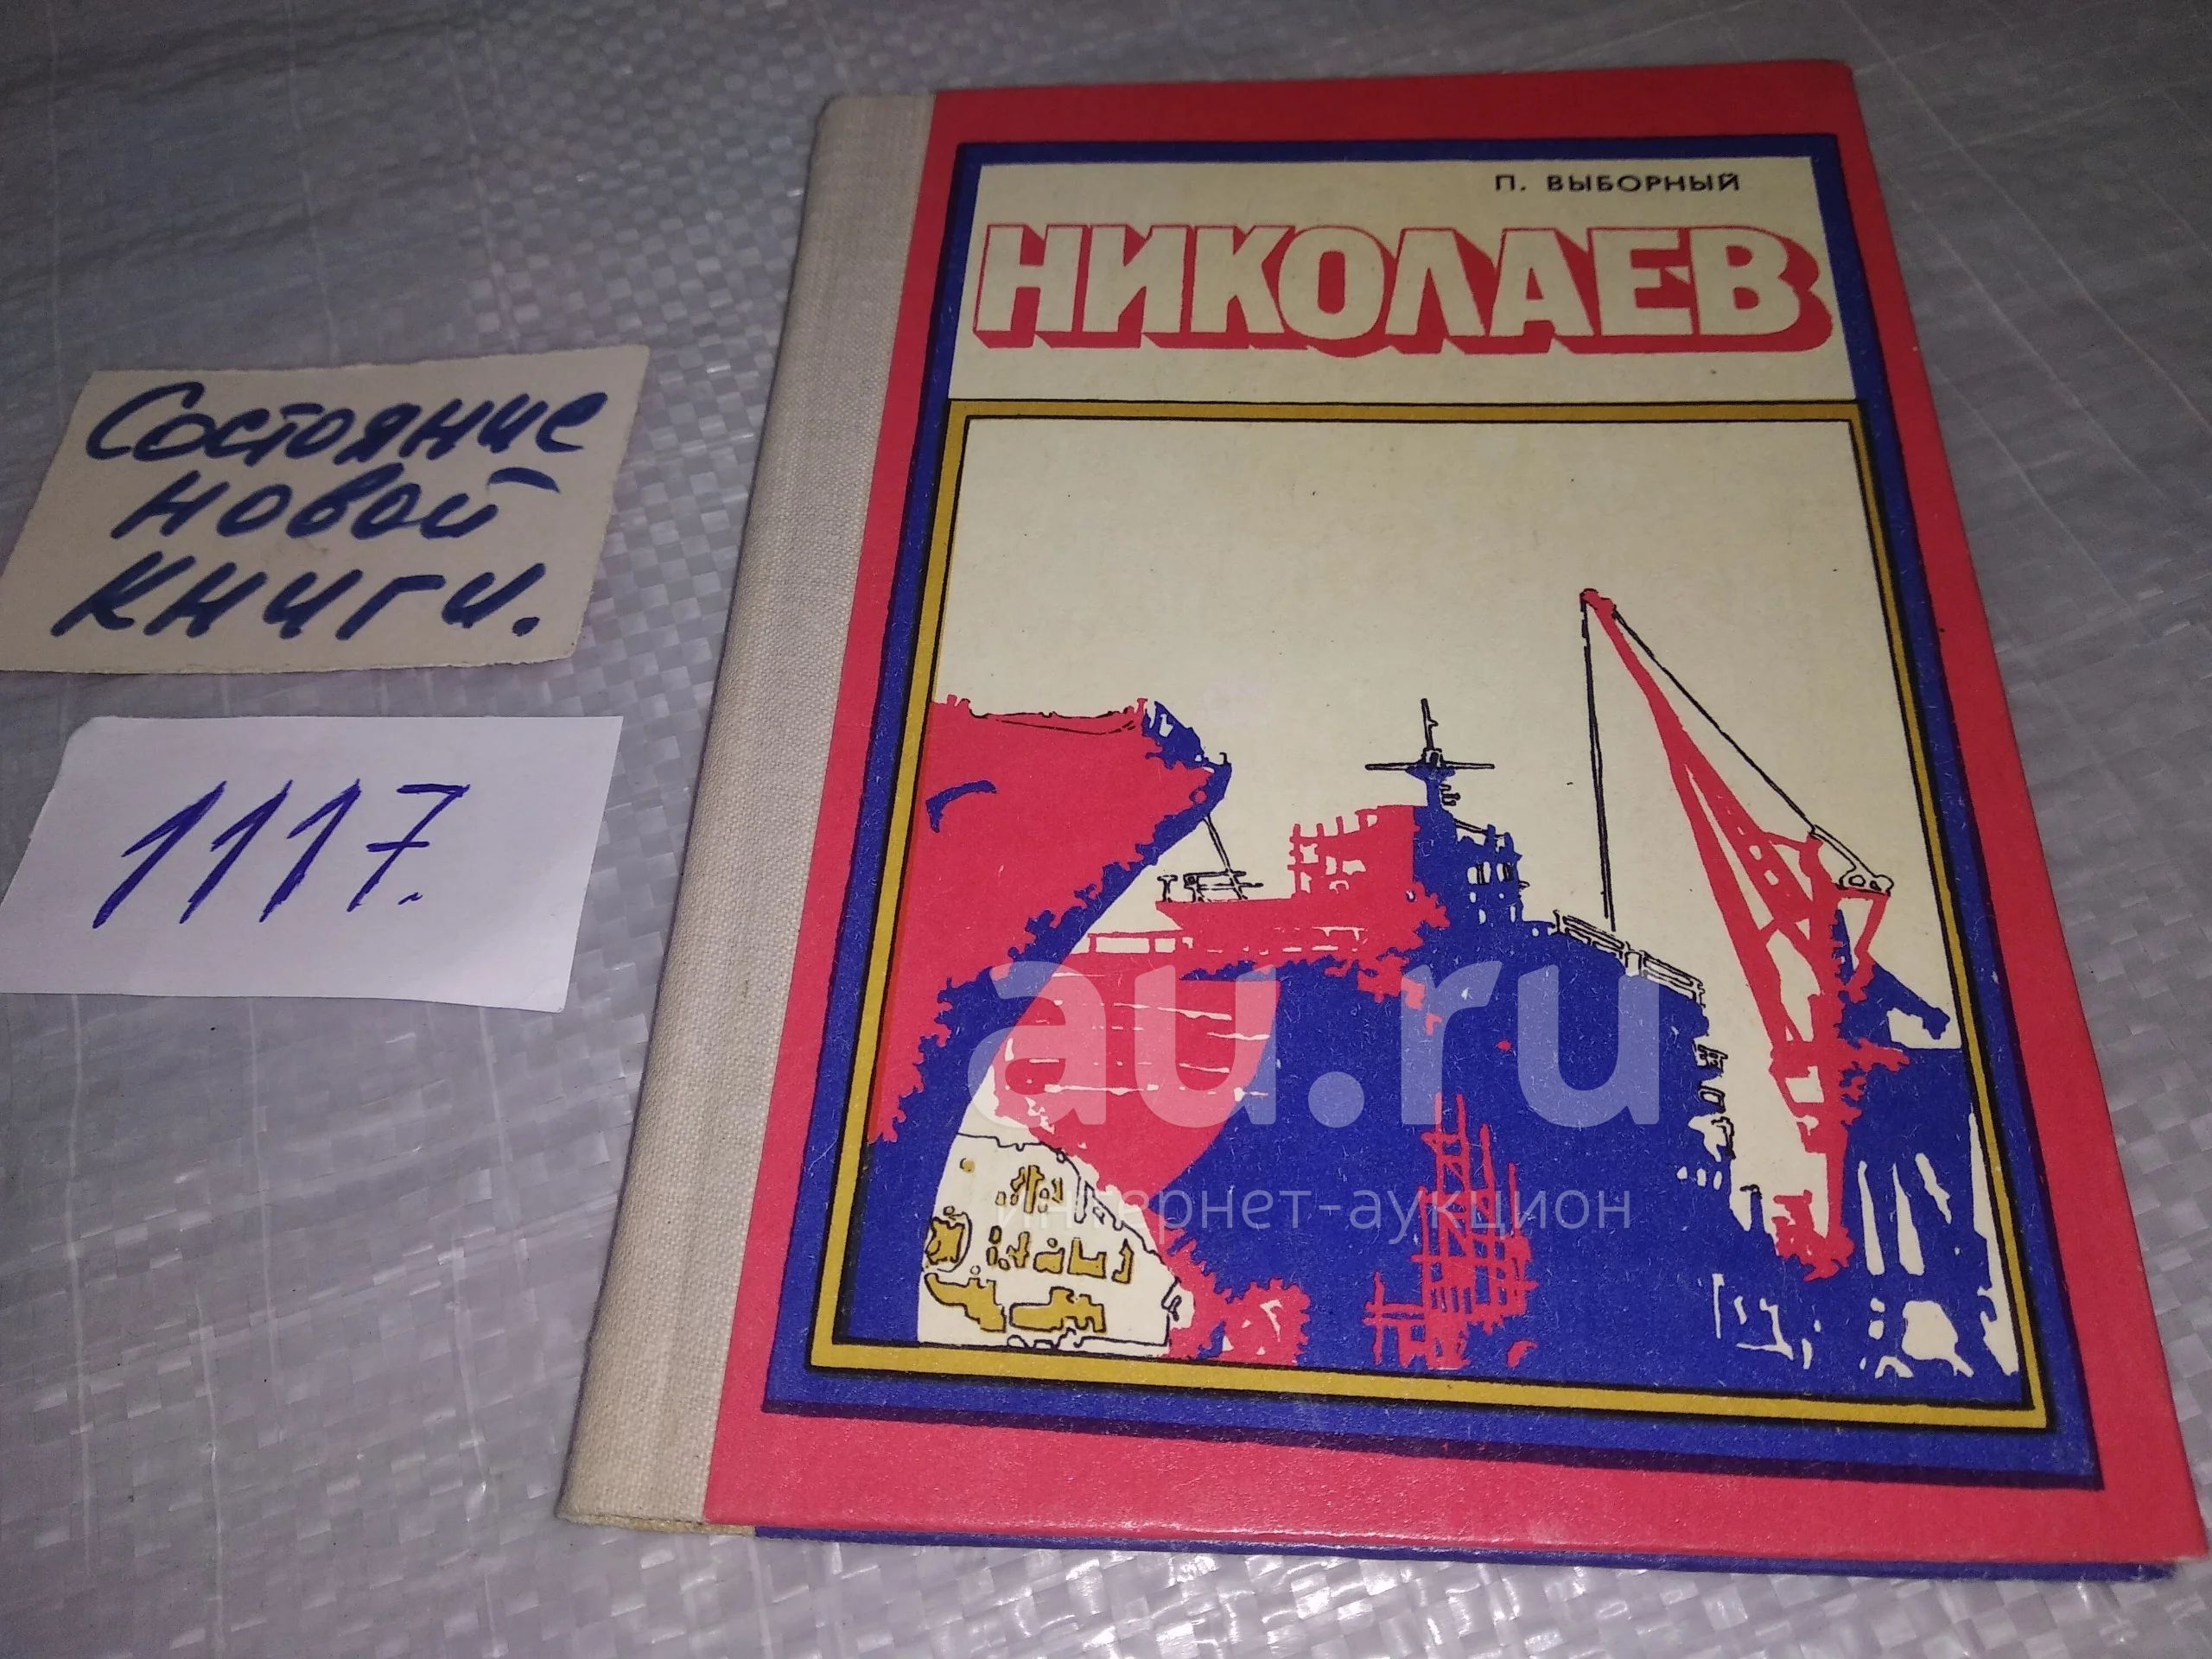 П. ВЫБОРНЫЙ
НИКОЛАЕВ
Состояние
новой
книги.
1117.
au.ru
интернет-аукцион